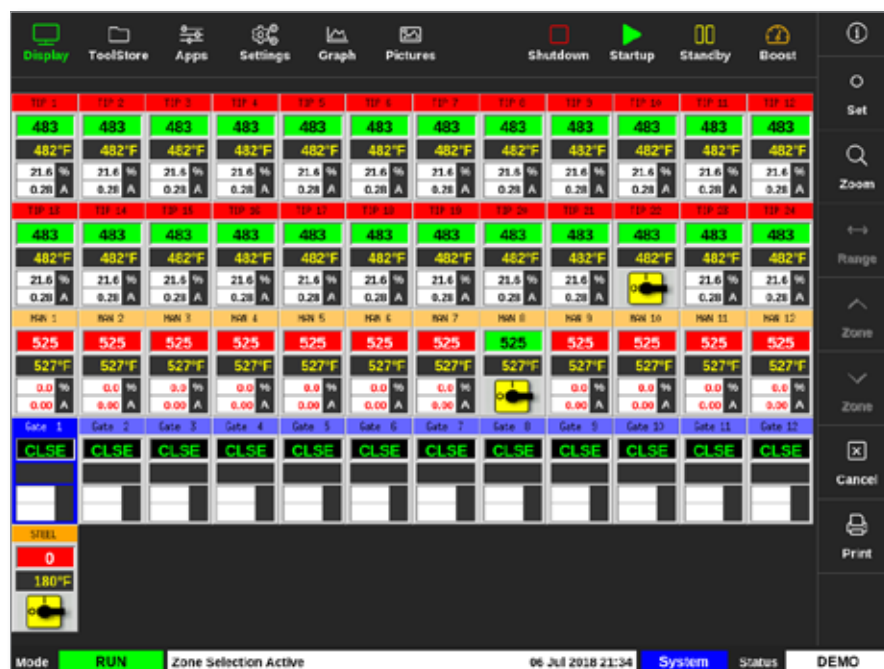 Display ToolStore Apps Settings Graph Pictures Shutdown Startup Standby Boost
Set
Zoom
Range
Zone
Zone
Cancel
Print
TIP 1 TIP 2 TIP 3 TIP 4 TIP 5 TIP 6 TIP 7 TIP 8 TIP 9 TIP 10 TIP 11 TIP 12
483 483 483 483 483 483 483 483 483 483 483 483
482°F 482°F 482°F 482°F 482°F 482°F 482°F 482°F 482°F 482°F 482°F 482°F
21.6 % 21.6 % 21.6 % 21.6 % 21.6 % 21.6 % 21.6 % 21.6 % 21.6 % 21.6 % 21.6 % 21.6 %
0.28 A 0.28 A 0.28 A 0.28 A 0.28 A 0.28 A 0.28 A 0.28 A 0.28 A 0.28 A 0.28 A 0.28 A
TIP 13 TIP 14 TIP 15 TIP 16 TIP 17 TIP 18 TIP 19 TIP 20 TIP 21 TIP 22 TIP 23 TIP 24
483 483 483 483 483 483 483 483 483 483 483 483
482°F 482°F 482°F 482°F 482°F 482°F 482°F 482°F 482°F 482°F 482°F 482°F
21.6 % 21.6 % 21.6 % 21.6 % 21.6 % 21.6 % 21.6 % 21.6 % 21.6 % 21.6 % 21.6 %
0.28 A 0.28 A 0.28 A 0.28 A 0.28 A 0.28 A 0.28 A 0.28 A 0.28 A 0.28 A 0.28 A
MAN 1 MAN 2 MAN 3 MAN 4 MAN 5 MAN 6 MAN 7 MAN 8 MAN 9 MAN 10 MAN 11 MAN 12
525 525 525 525 525 525 525 525 525 525 525 525
527°F 527°F 527°F 527°F 527°F 527°F 527°F 527°F 527°F 527°F 527°F 527°F
0.0 % 0.0 % 0.0 % 0.0 % 0.0 % 0.0 % 0.0 % 0.0 % 0.0 % 0.0 % 0.0 %
0.00 A 0.00 A 0.00 A 0.00 A 0.00 A 0.00 A 0.00 A 0.00 A 0.00 A 0.00 A 0.00 A
Gate 1 Gate 2 Gate 3 Gate 4 Gate 5 Gate 6 Gate 7 Gate 8 Gate 9 Gate 10 Gate 11 Gate 12
CLSE CLSE CLSE CLSE CLSE CLSE CLSE CLSE CLSE CLSE CLSE CLSE
STEEL
0
180°F
Mode RUN Zone Selection Active 06 Jul 2018 21:34 System Status DEMO